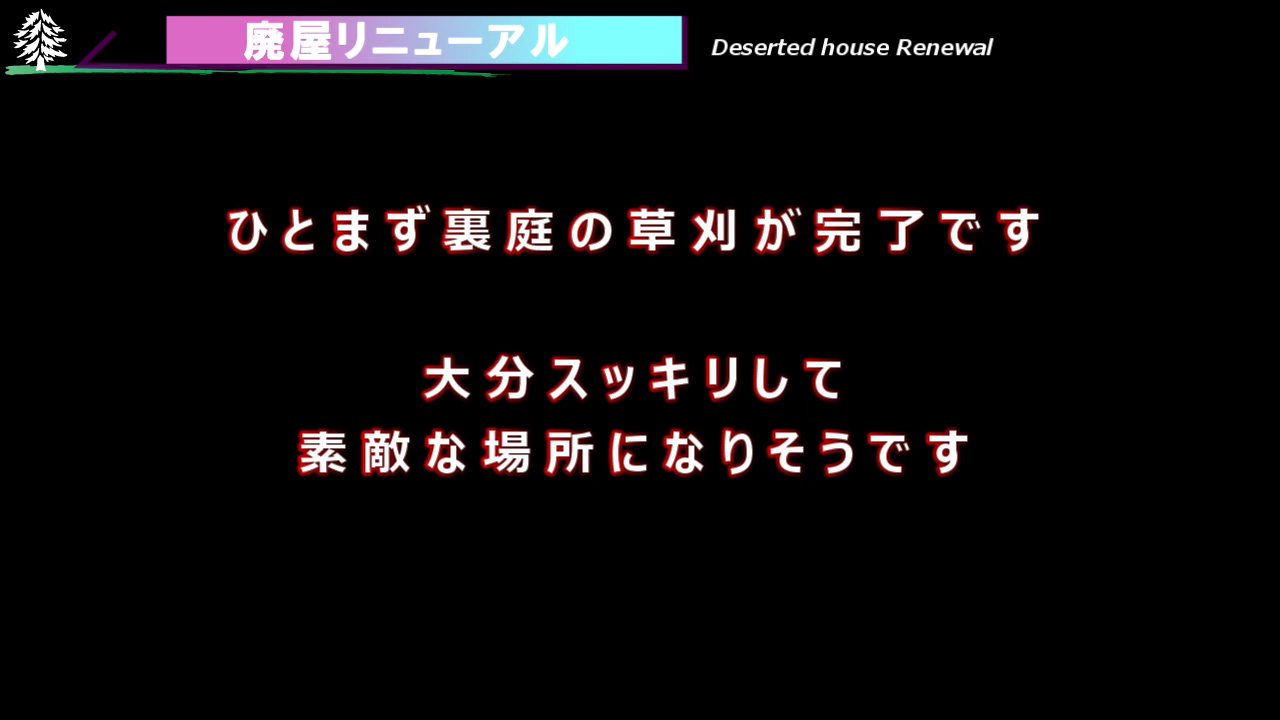 廃屋リニューアル
Deserted house Renewal
ひとまず裏庭の草刈が完了です
大分スッキリして
素敵な場所になりそうです